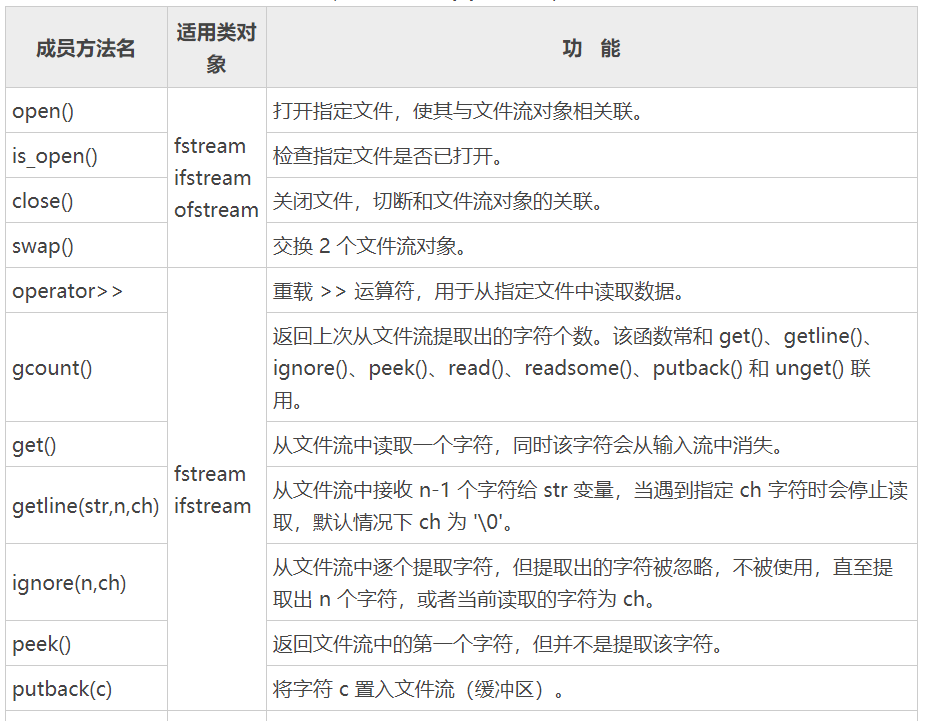 成员方法名
适用类对
象
功 能
open()
fstream
ifstream
ofstream
打开指定文件，使其与文件流对象相关联。
is_open()
检查指定文件是否已打开。
close()
关闭文件，切断和文件流对象的关联。
swap()
交换 2 个文件流对象。
operator>>
fstream
ifstream
重载 >> 运算符，用于从指定文件中读取数据。
gcount()
返回上次从文件流提取出的字符个数。该函数常和 get()、getline()、
ignore()、peek()、read()、readsome()、putback() 和 unget() 联
用。
get()
从文件流中读取一个字符，同时该字符会从输入流中消失。
getline(str,n,ch)
从文件流中接收 n-1 个字符给 str 变量，当遇到指定 ch 字符时会停止读
取，默认情况下 ch 为 '\0'。
ignore(n,ch)
从文件流中逐个提取字符，但提取出的字符被忽略，不被使用，直至提
取出 n 个字符，或者当前读取的字符为 ch。
peek()
返回文件流中的第一个字符，但并不是提取该字符。
putback(c)
将字符 c 置入文件流（缓冲区）。